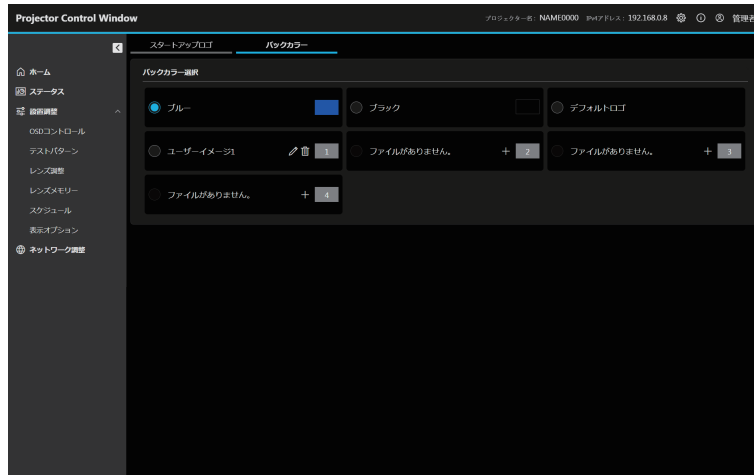 Projector Control Window
プロジェクター名: NAME0000 IPv4アドレス: 192.168.0.8 管理者
スタートアップロゴ バックカラー
ホーム
ステータス
設置調整
OSDコントロール
テストパターン
レンズ調整
レンズメモリー
スケジュール
表示オプション
ネットワーク調整
バックカラー選択
ブルー ブラック デフォルトロゴ
ユーザーイメージ1 1 ファイルがありません。 + 2 ファイルがありません。 + 3
ファイルがありません。 + 4